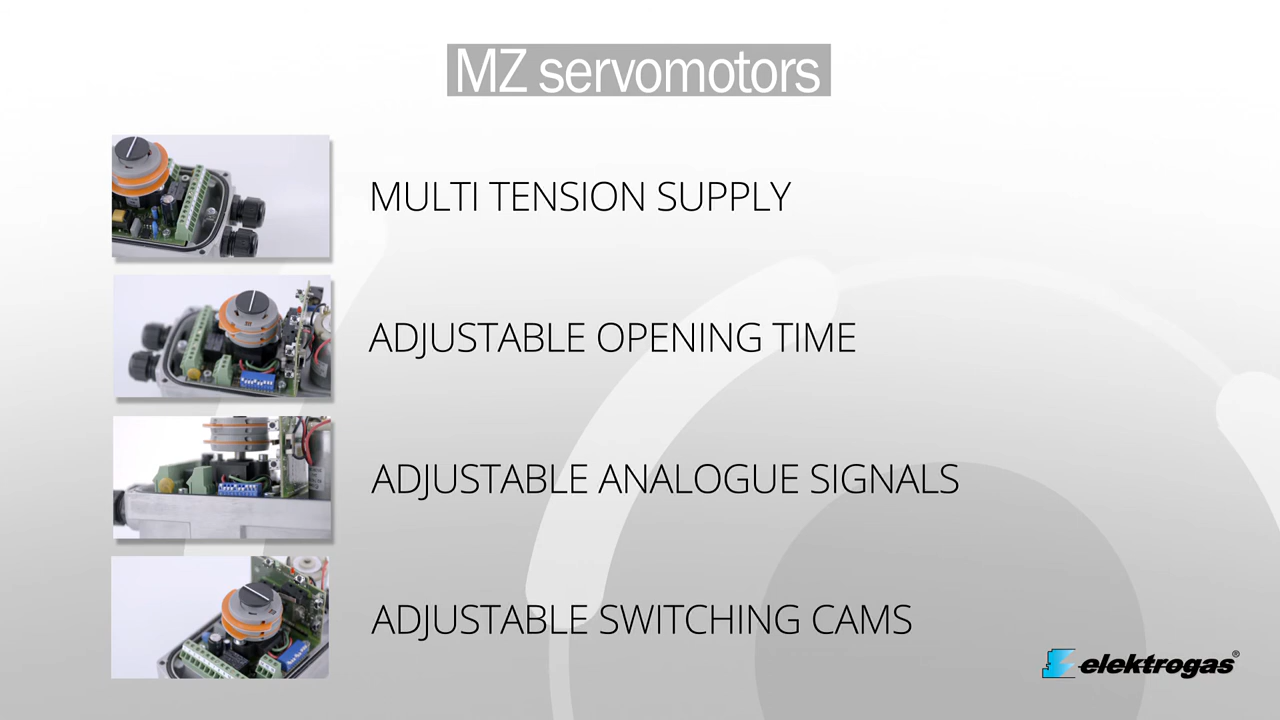 MZ servomotors
MULTI TENSION SUPPLY
ADJUSTABLE OPENING TIME
ADJUSTABLE ANALOGUE SIGNALS
ADJUSTABLE SWITCHING CAMS
elektrogas®